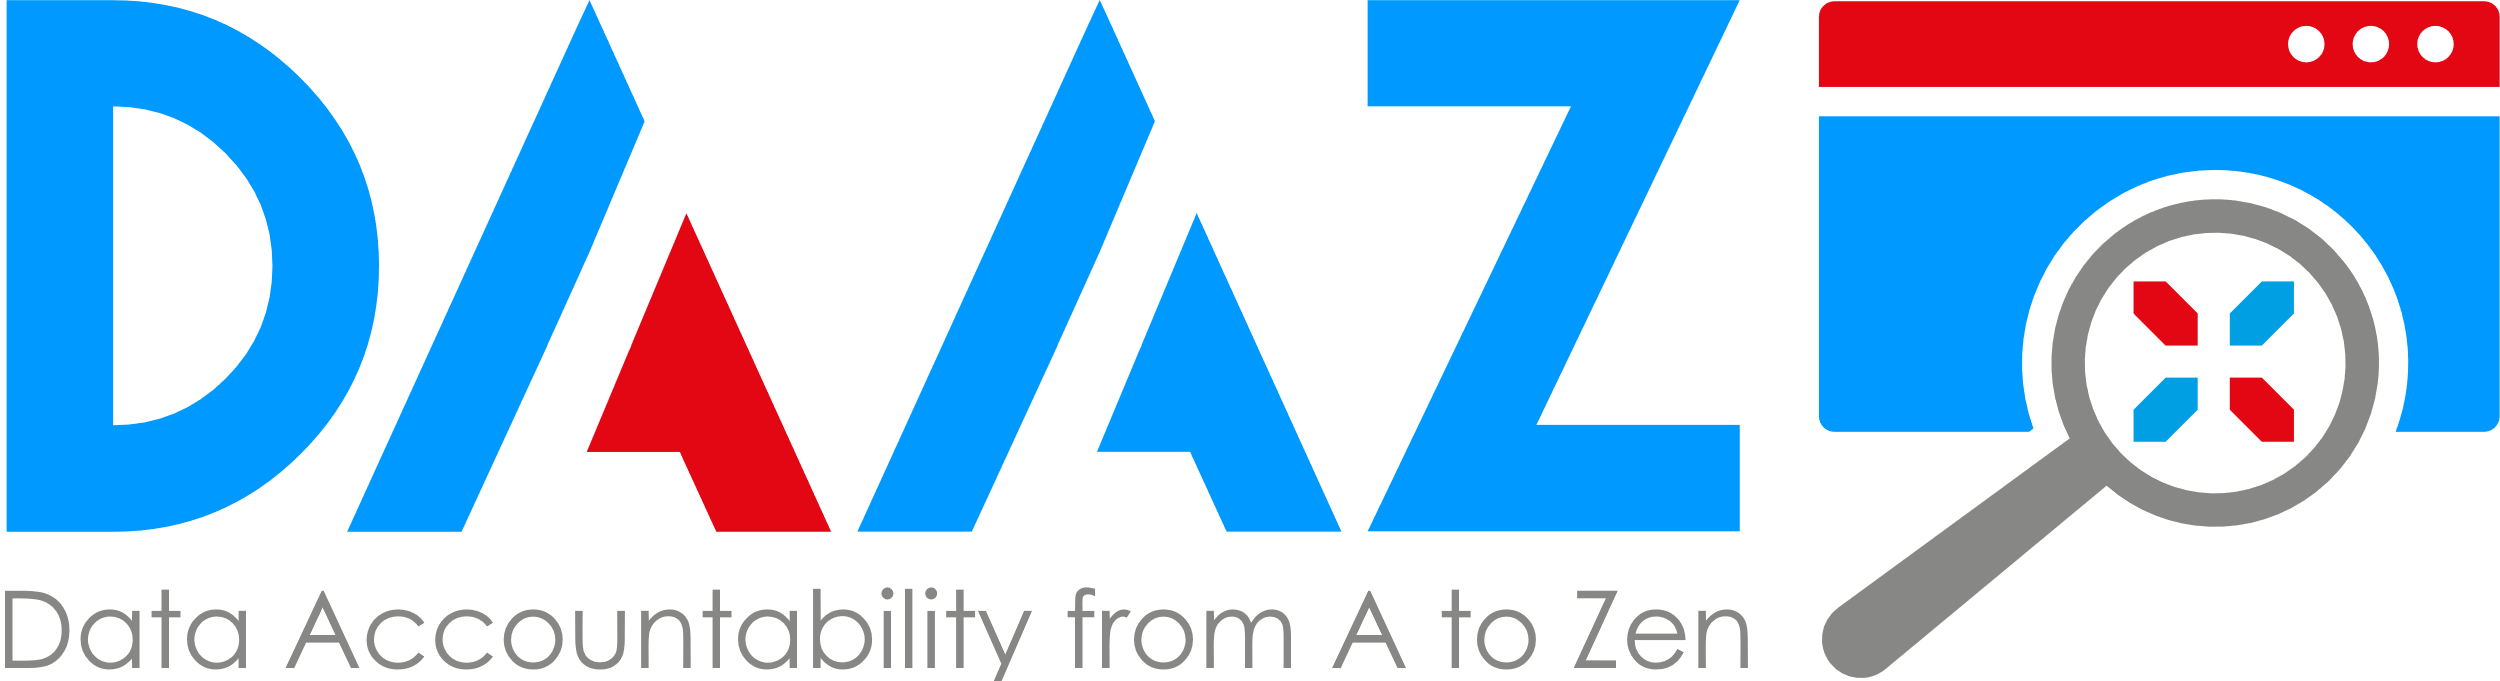 DAAZ
Data Accountability from A to Zen